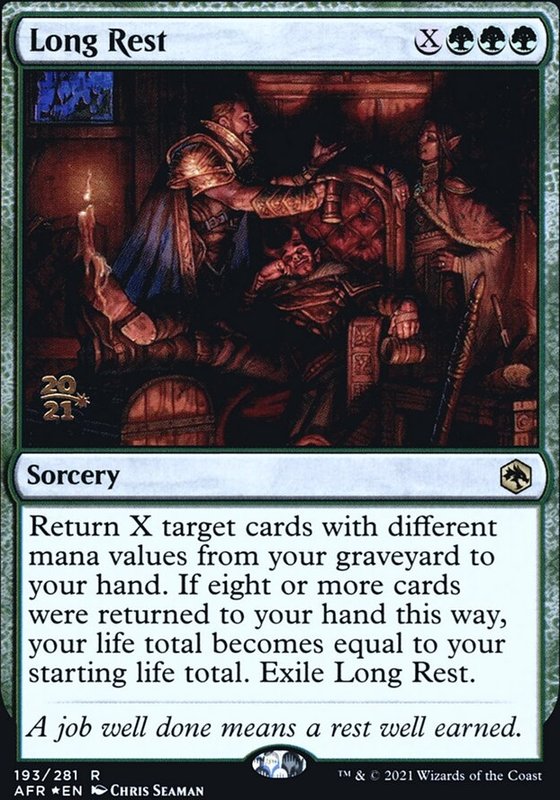 Long Rest X
20
21
Sorcery
Return X target cards with different
mana values from your graveyard to
your hand. If eight or more cards
were returned to your hand this way,
your life total becomes equal to your
starting life total. Exile Long Rest.
A job well done means a rest well earned.
193/281 R
AFR ★ EN Chris Seaman
™ & © 2021 Wizards of the Coast